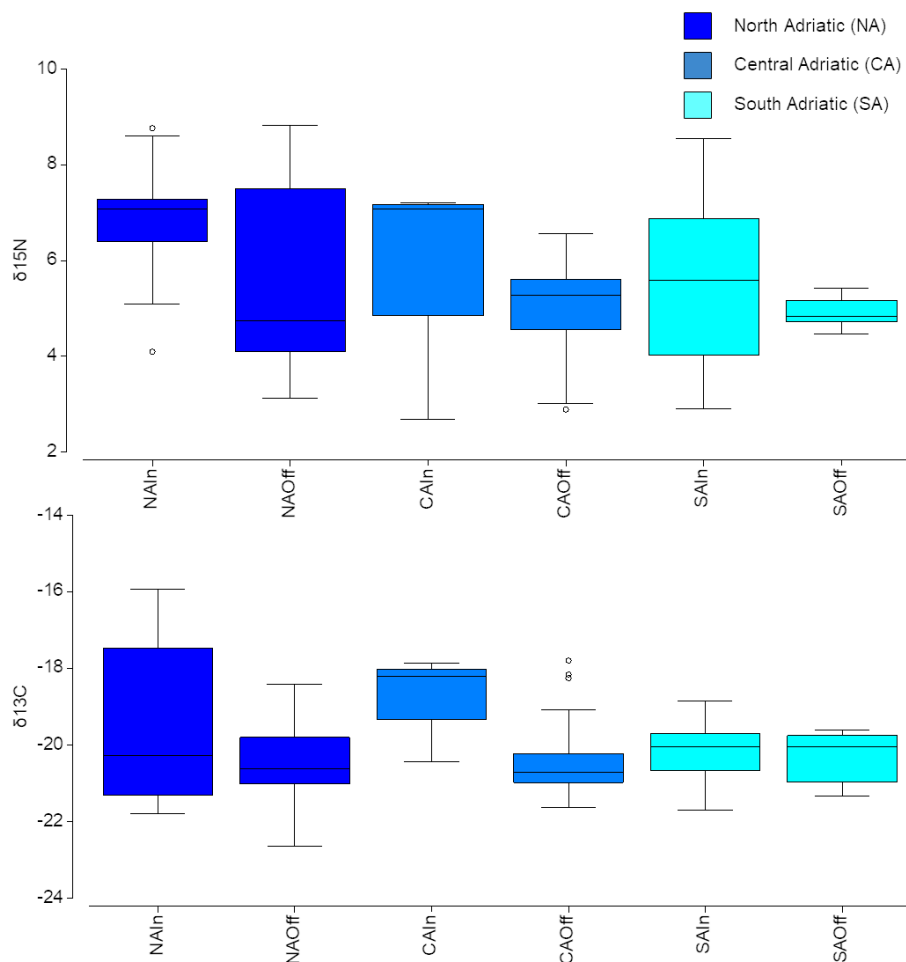 North Adriatic (NA)
Central Adriatic (CA)
South Adriatic (SA)
10
8
6
4
2
δ15N
NAIn
NAOff
CAIn
CAOff
SAIn
SAOff
-14
-16
-18
-20
-22
-24
δ13C
NAIn
NAOff
CAIn
CAOff
SAIn
SAOff